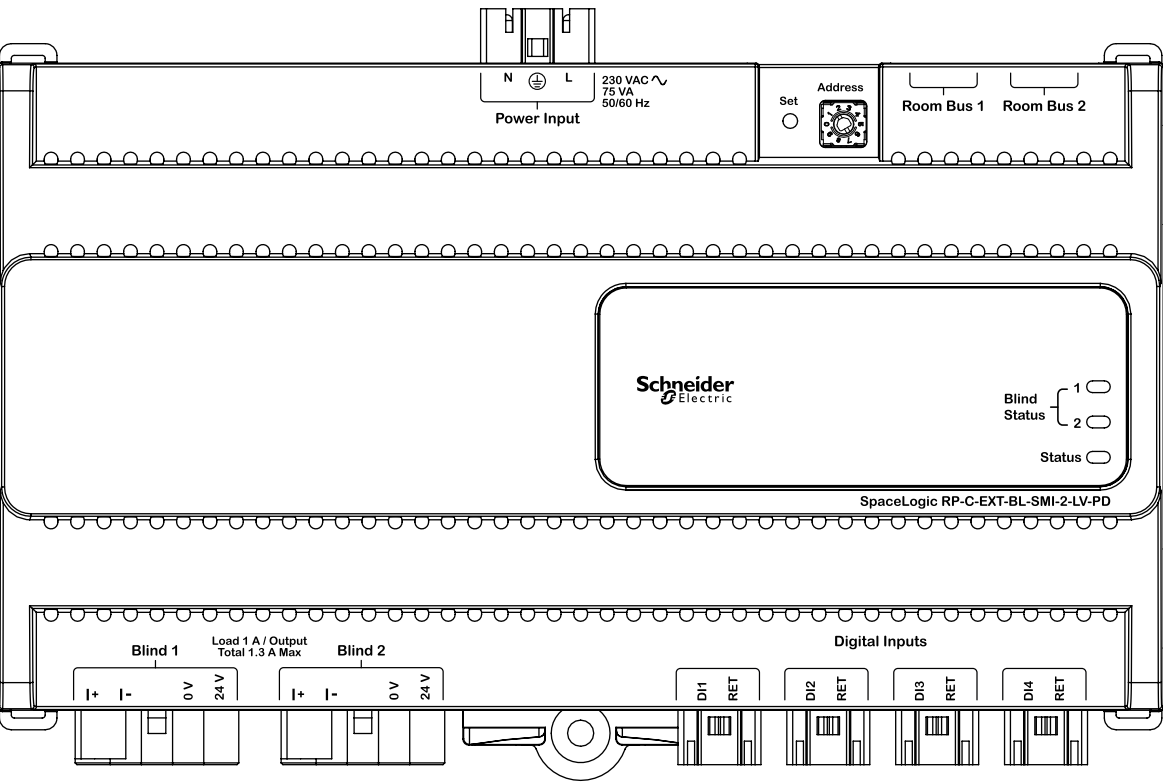 N L
230 VAC
75 VA
50/60 Hz
Power Input
Set
Address
Room Bus 1 Room Bus 2
Schneider
Electric
Blind
Status
1
2
Status
SpaceLogic RP-C-EXT-BL-SMI-2-LV-PD
Blind 1
Load 1 A / Output
Total 1.3 A Max
Blind 2
Digital Inputs
I+ I- 0 V 24 V
I+ I- 0 V 24 V
DI1 RET
DI2 RET
DI3 RET
DI4 RET